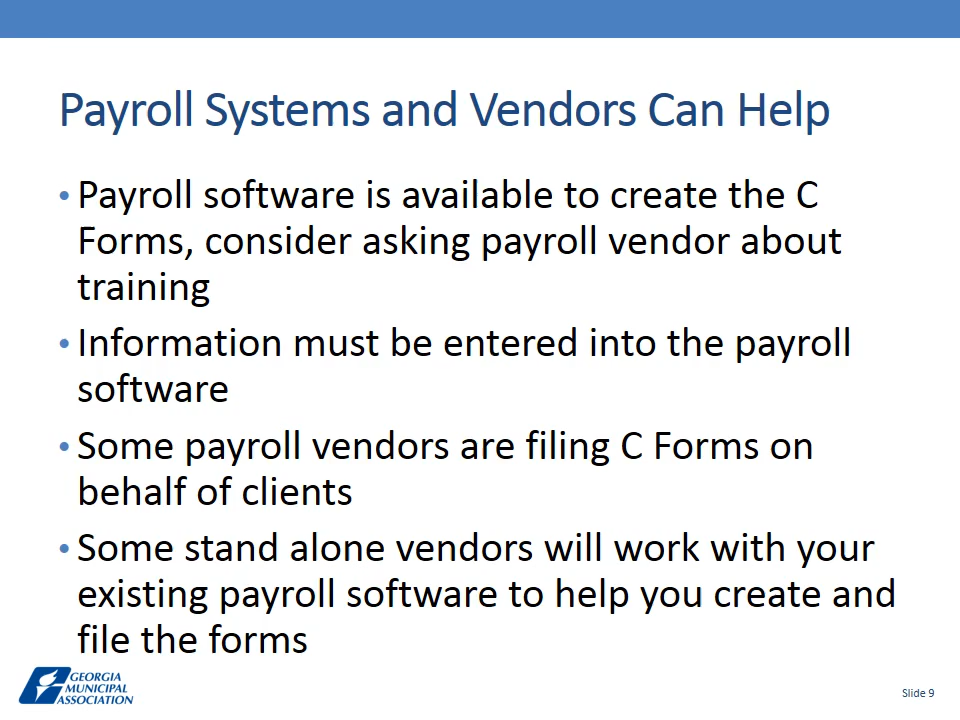 Payroll Systems and Vendors Can Help
• Payroll software is available to create the C
Forms, consider asking payroll vendor about
training
• Information must be entered into the payroll
software
• Some payroll vendors are filing C Forms on
behalf of clients
• Some stand alone vendors will work with your
existing payroll software to help you create and
file the forms
GEORGIA
MUNICIPAL
ASSOCIATION
Slide 9